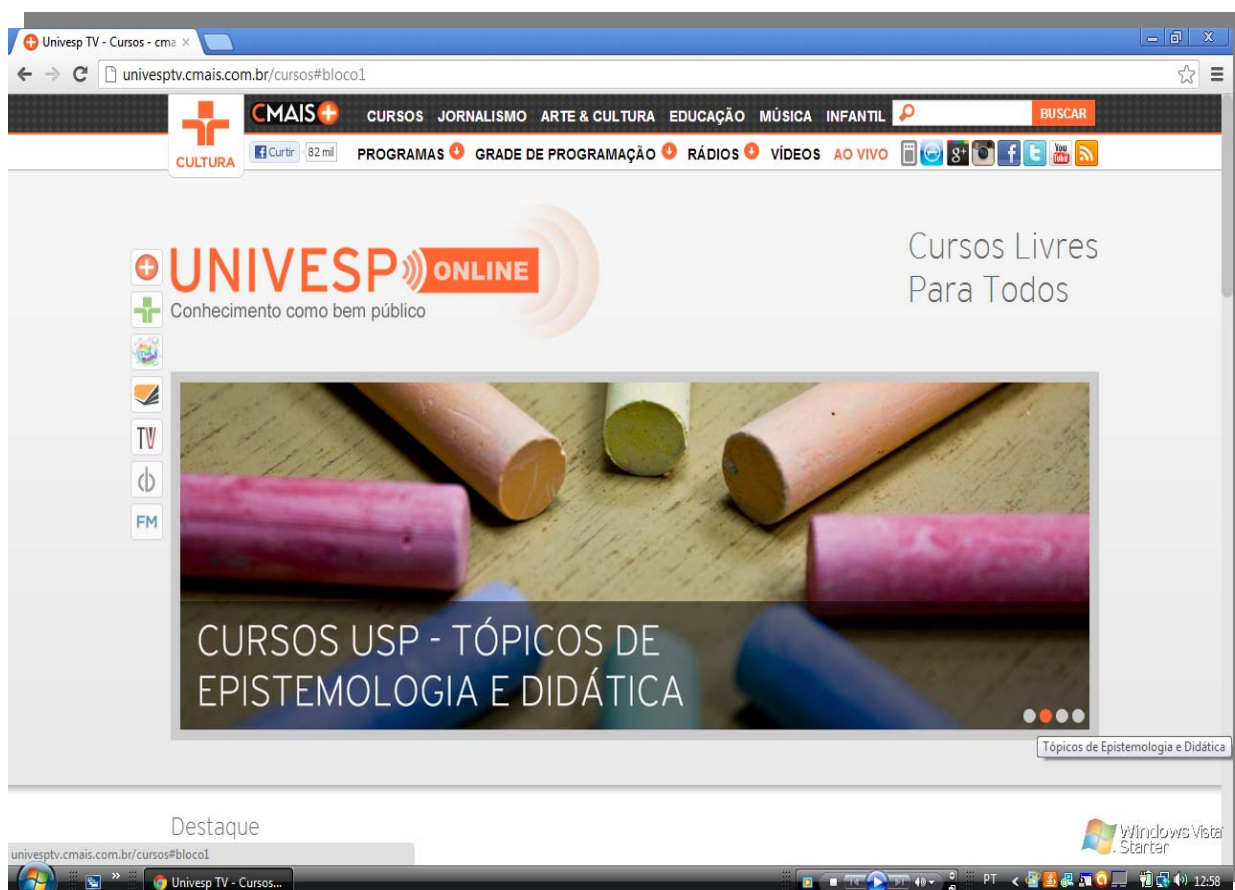 Univesp TV - Cursos - cma
univesptv.cmais.com.br/cursos#bloco1
CMAIS CURSOS JORNALISMO ARTE & CULTURA EDUCAÇÃO MÚSICA INFANTIL BUSCAR
CULTURA Curtir 82 mil PROGRAMAS GRADE DE PROGRAMAÇÃO RÁDIOS VÍDEOS AO VIVO g+ f t You Tube
UNIVESP ONLINE
Conhecimento como bem público
Cursos Livres
Para Todos
TV
FM
CURSOS USP - TÓPICOS DE
EPISTEMOLOGIA E DIDÁTICA
Tópicos de Epistemologia e Didática
Destaque
Windows Vista
Starter
univesptv.cmais.com.br/cursos#bloco1
Univesp TV - Cursos... PT 12:58